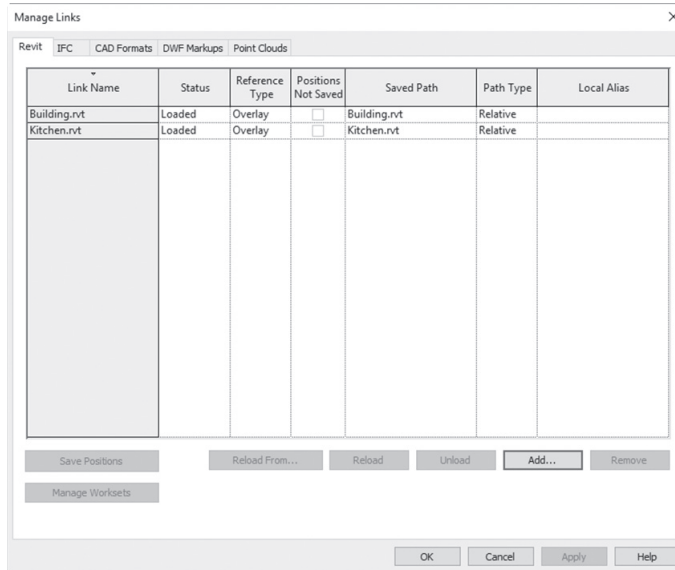 Manage Links
Revit IFC CAD Formats DWF Markups Point Clouds
Link Name Status Reference Type Positions Not Saved Saved Path Path Type Local Alias
Building.rvt Loaded Overlay Building.rvt Relative
Kitchen.rvt Loaded Overlay Kitchen.rvt Relative
Save Positions Reload From... Reload Unload Add... Remove
Manage Worksets
OK Cancel Apply Help